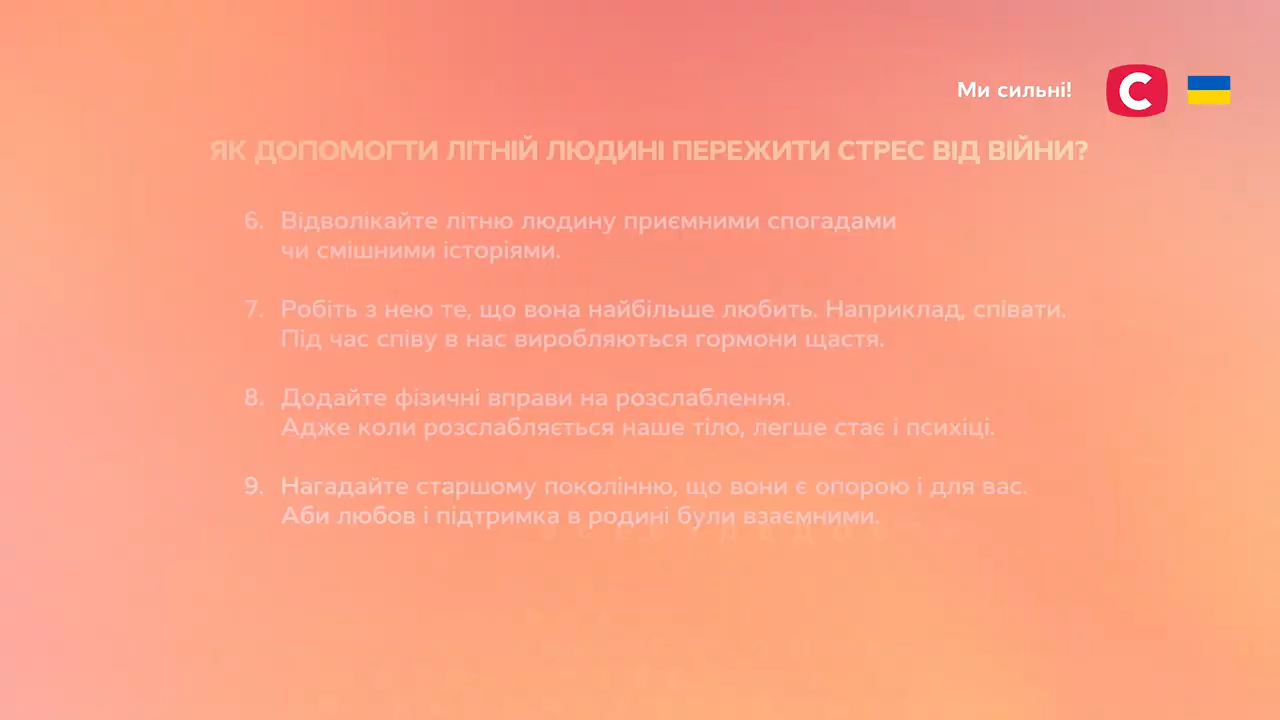 Ми сильні!
ЯК ДОПОМОГТИ ЛІТНІЙ ЛЮДИНІ ПЕРЕЖИТИ СТРЕС ВІД ВІЙНИ?
6. Відволікайте літню людину приємними спогадами
чи смішними історіями.
7. Робіть з нею те, що вона найбільше любить. Наприклад, співати.
Під час співу в нас виробляються гормони щастя.
8. Додайте фізичні вправи на розслаблення.
Адже коли розслабляється наше тіло, легше стає і психіці.
9. Нагадайте старшому поколінню, що вони є опорою і для вас.
Аби любов і підтримка в родині були взаємними.